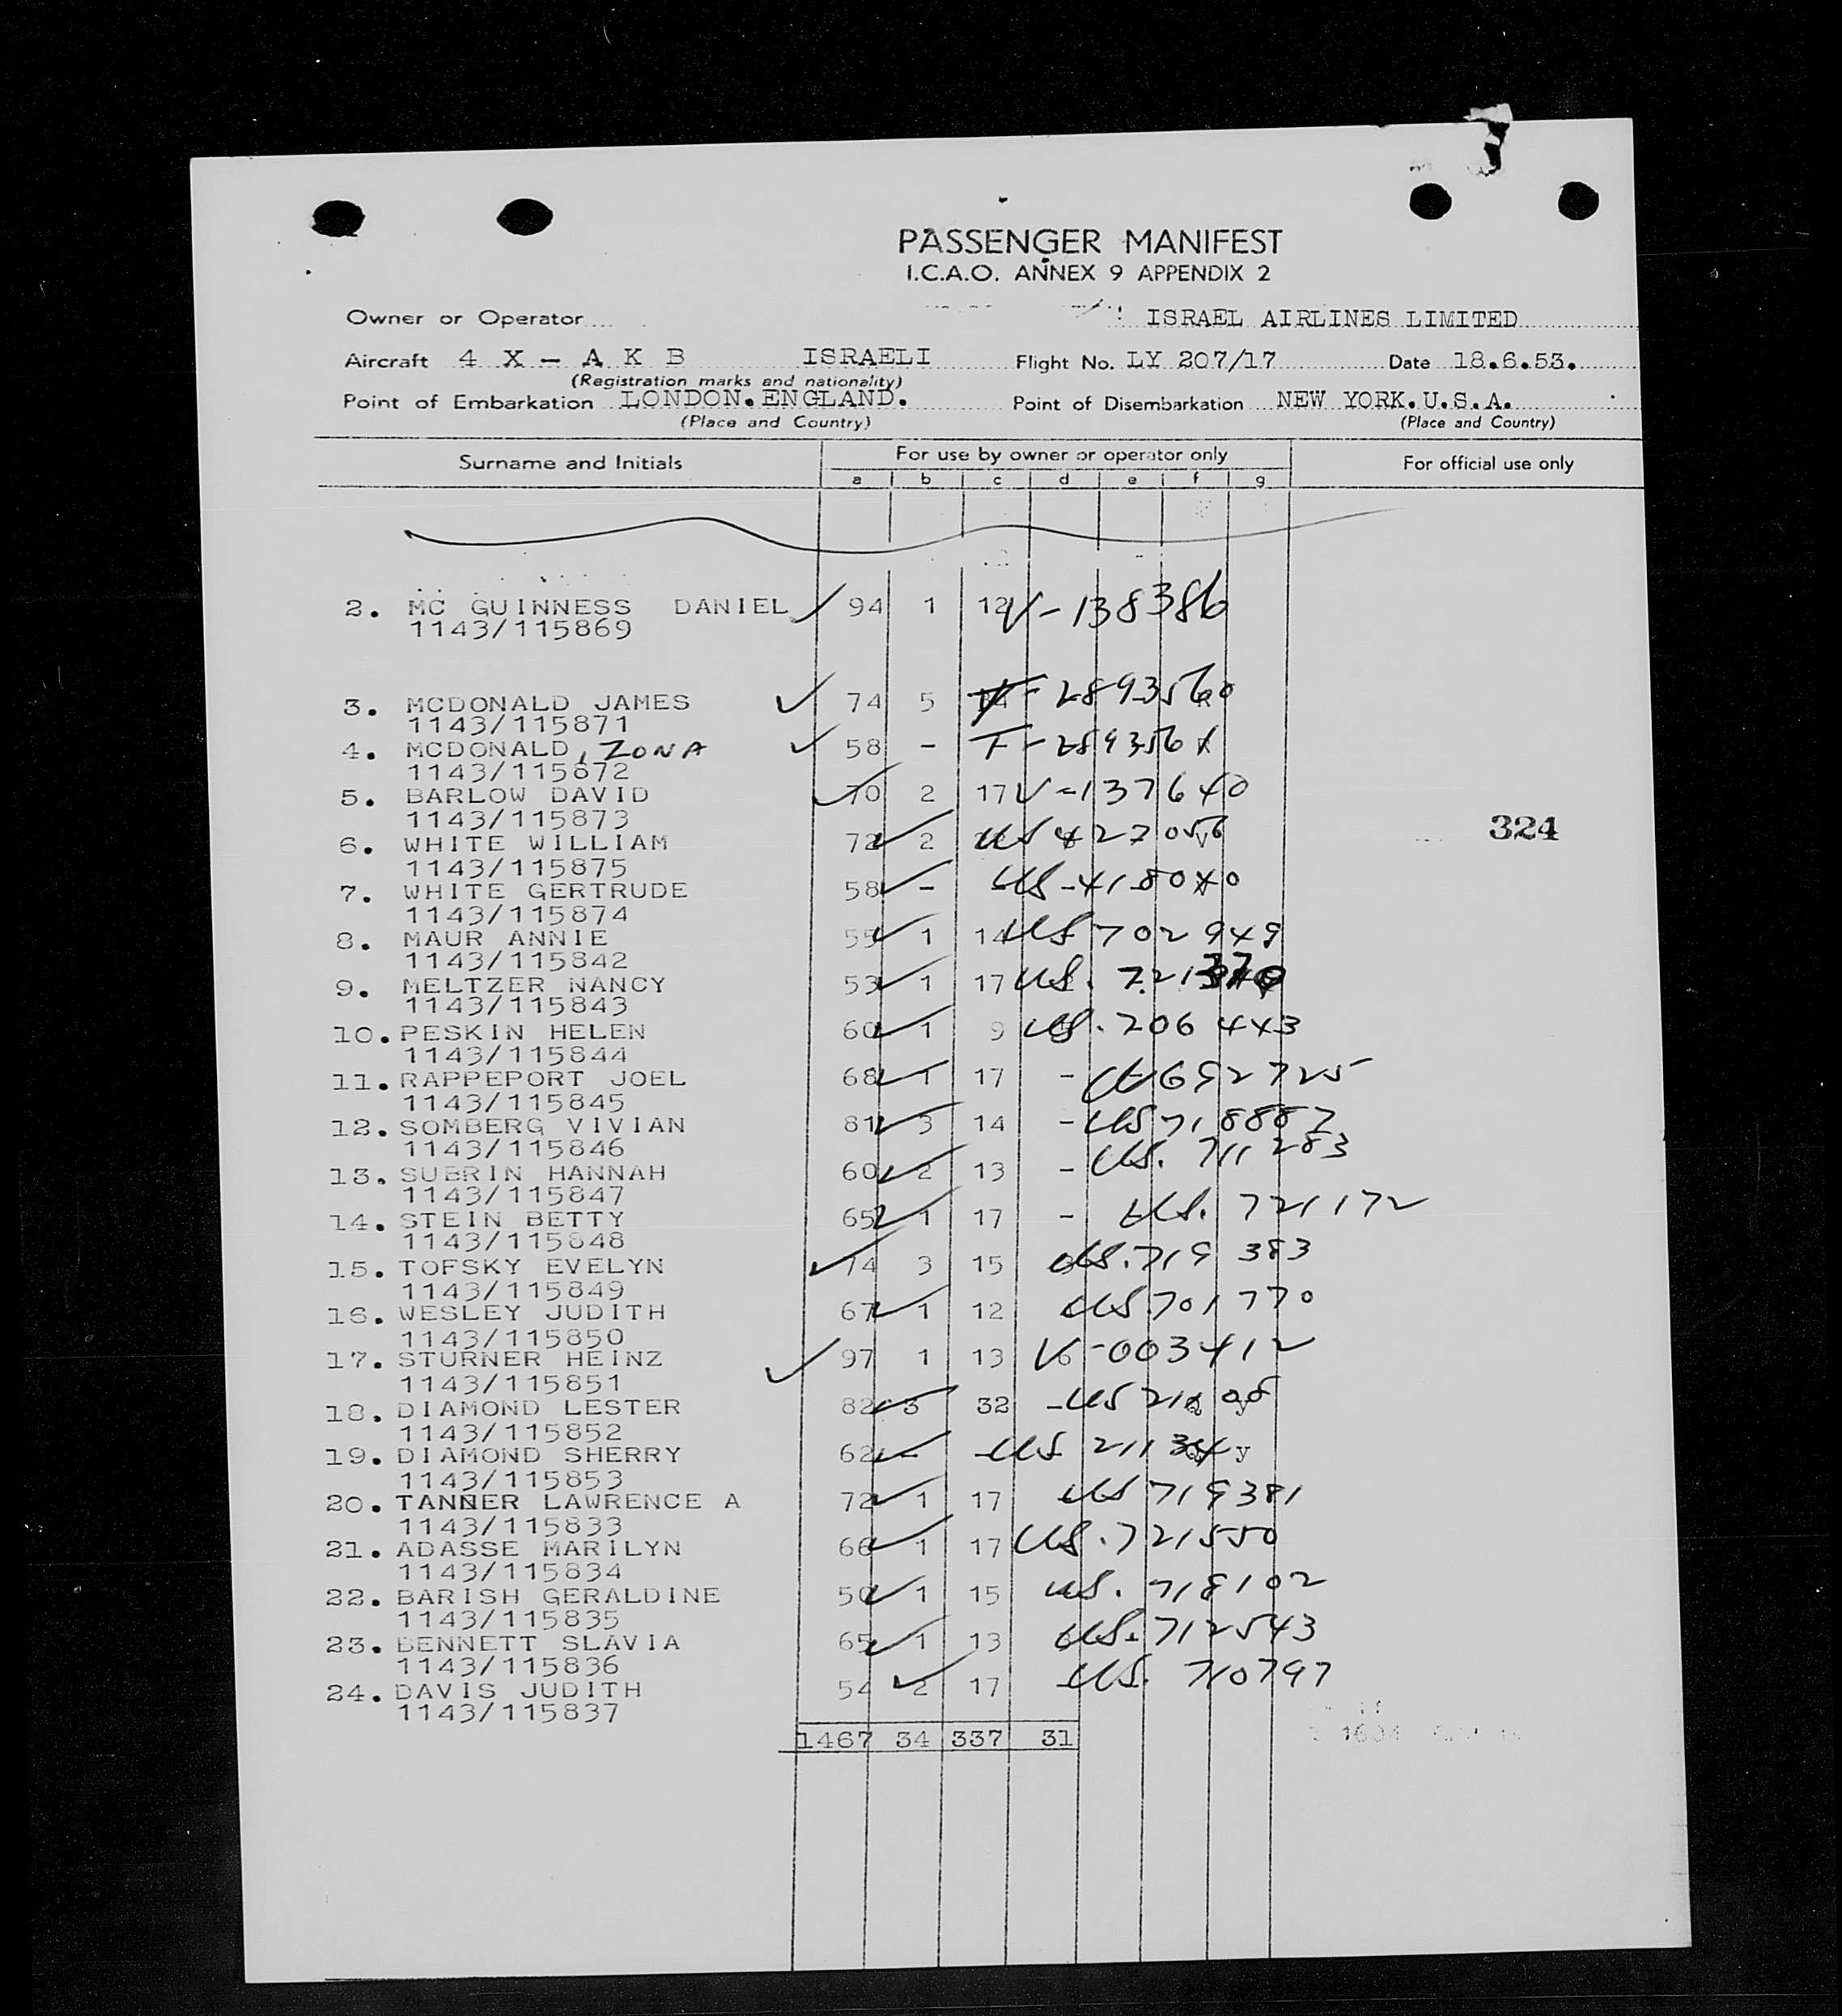 PASSENGER MANIFEST
I.C.A.O. ANNEX 9 APPENDIX 2
Owner or Operator ISRAEL AIRLINES LIMITED
Aircraft 4 X - A K B ISRAELI Flight No. LY 207/17 Date 18.6.53.
(Registration marks and nationality)
Point of Embarkation LONDON.ENGLAND. Point of Disembarkation NEW YORK.U.S.A.
(Place and Country) (Place and Country)
Surname and Initials For use by owner or operator only For official use only
a b c d e f g
2. MC GUINNESS DANIEL 94 1 12 V-138386
1143/115869
3. MCDONALD JAMES 74 5 - 2893560
1143/115871
4. MCDONALD, ZONA 58 - T-289356
1143/115872
5. BARLOW DAVID 70 2 17 V-137640
1143/115873
324
6. WHITE WILLIAM 72 2 US 427056
1143/115875
7. WHITE GERTRUDE 58 - US-418040
1143/115874
8. MAUR ANNIE 55 1 14 US 702949
1143/115842
9. MELTZER NANCY 53 1 17 US.
1143/115843
10. PESKIN HELEN 60 1 9 US.206443
1143/115844
11. RAPPEPORT JOEL 68 1 17 - US692725
1143/115845
12. SOMBERG VIVIAN 81 3 14 - US718887
1143/115846
13. SUBRIN HANNAH 60 2 13 - US. 711283
1143/115847
14. STEIN BETTY 65 1 17 - US. 721172
1143/115848
15. TOFSKY EVELYN 74 3 15 US.719383
1143/115849
16. WESLEY JUDITH 67 1 12 US.701770
1143/115850
17. STURNER HEINZ 97 1 13 V-003412
1143/115851
18. DIAMOND LESTER 82 3 32 - US
1143/115852
19. DIAMOND SHERRY 62 - US 21134 y
1143/115853
20. TANNER LAWRENCE A 72 1 17 US 719381
1143/115833
21. ADASSE MARILYN 66 1 17 US.721550
1143/115834
22. BARISH GERALDINE 50 1 15 US. 718102
1143/115835
23. BENNETT SLAVIA 65 1 13 US.712543
1143/115836
24. DAVIS JUDITH 54 2 17 US. 710797
1143/115837
1467 34 337 31